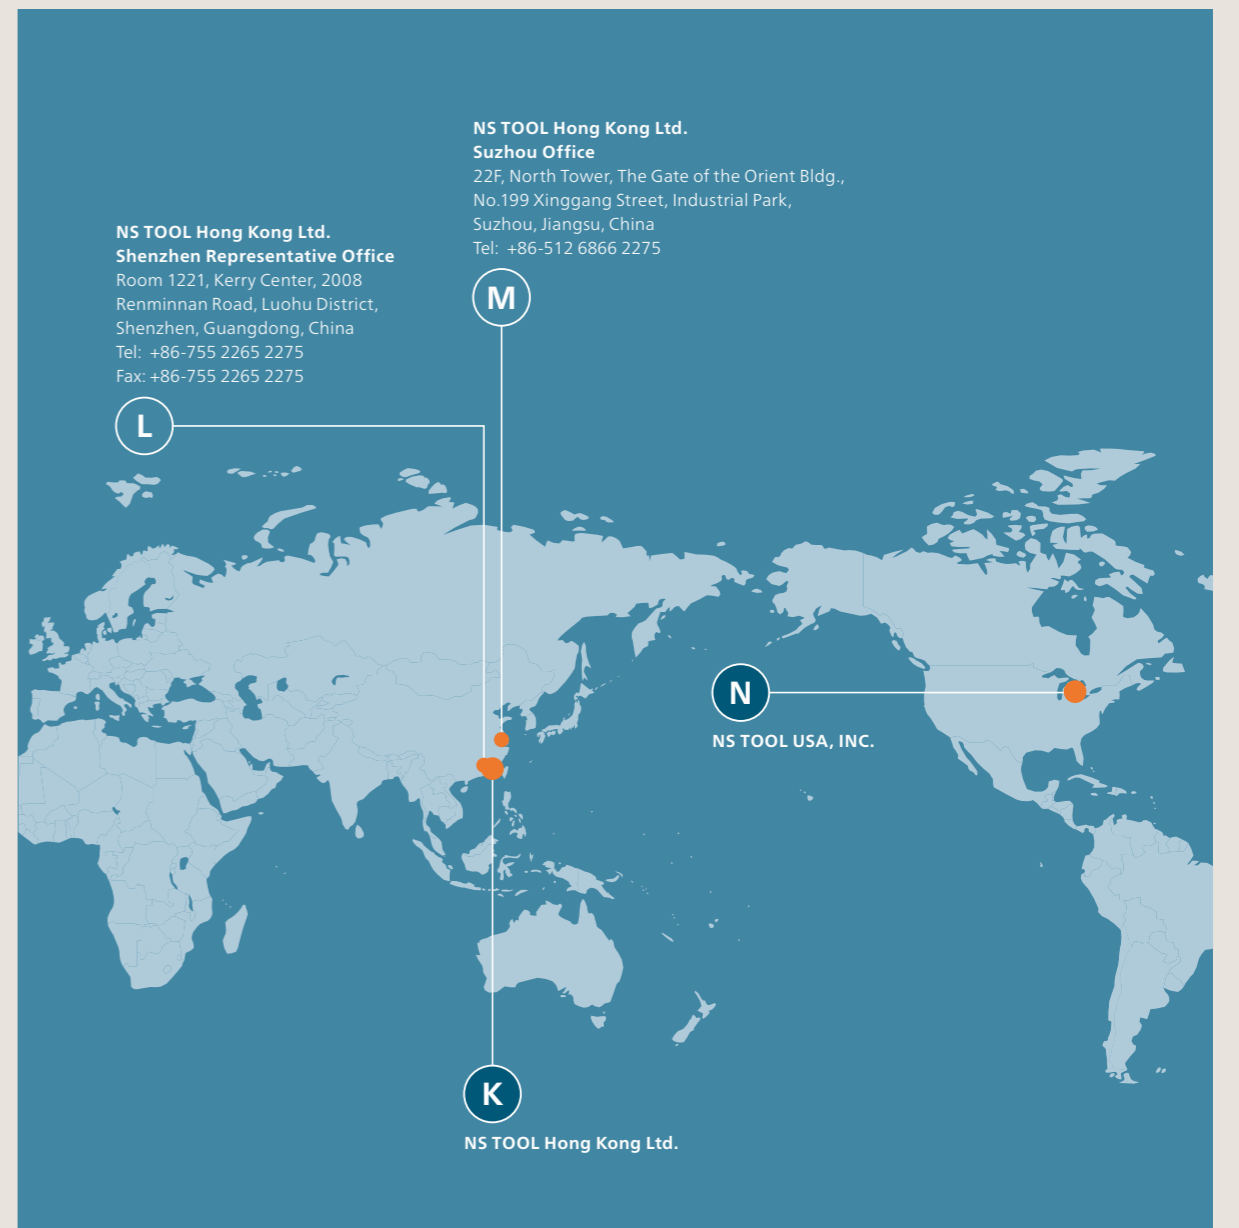 NS TOOL Hong Kong Ltd.
Suzhou Office
22F, North Tower, The Gate of the Orient Bldg.,
No.199 Xinggang Street, Industrial Park,
Suzhou, Jiangsu, China
Tel: +86-512 6866 2275
M
NS TOOL Hong Kong Ltd.
Shenzhen Representative Office
Room 1221, Kerry Center, 2008
Renminnan Road, Luohu District,
Shenzhen, Guangdong, China
Tel: +86-755 2265 2275
Fax: +86-755 2265 2275
L
N
NS TOOL USA, INC.
K
NS TOOL Hong Kong Ltd.